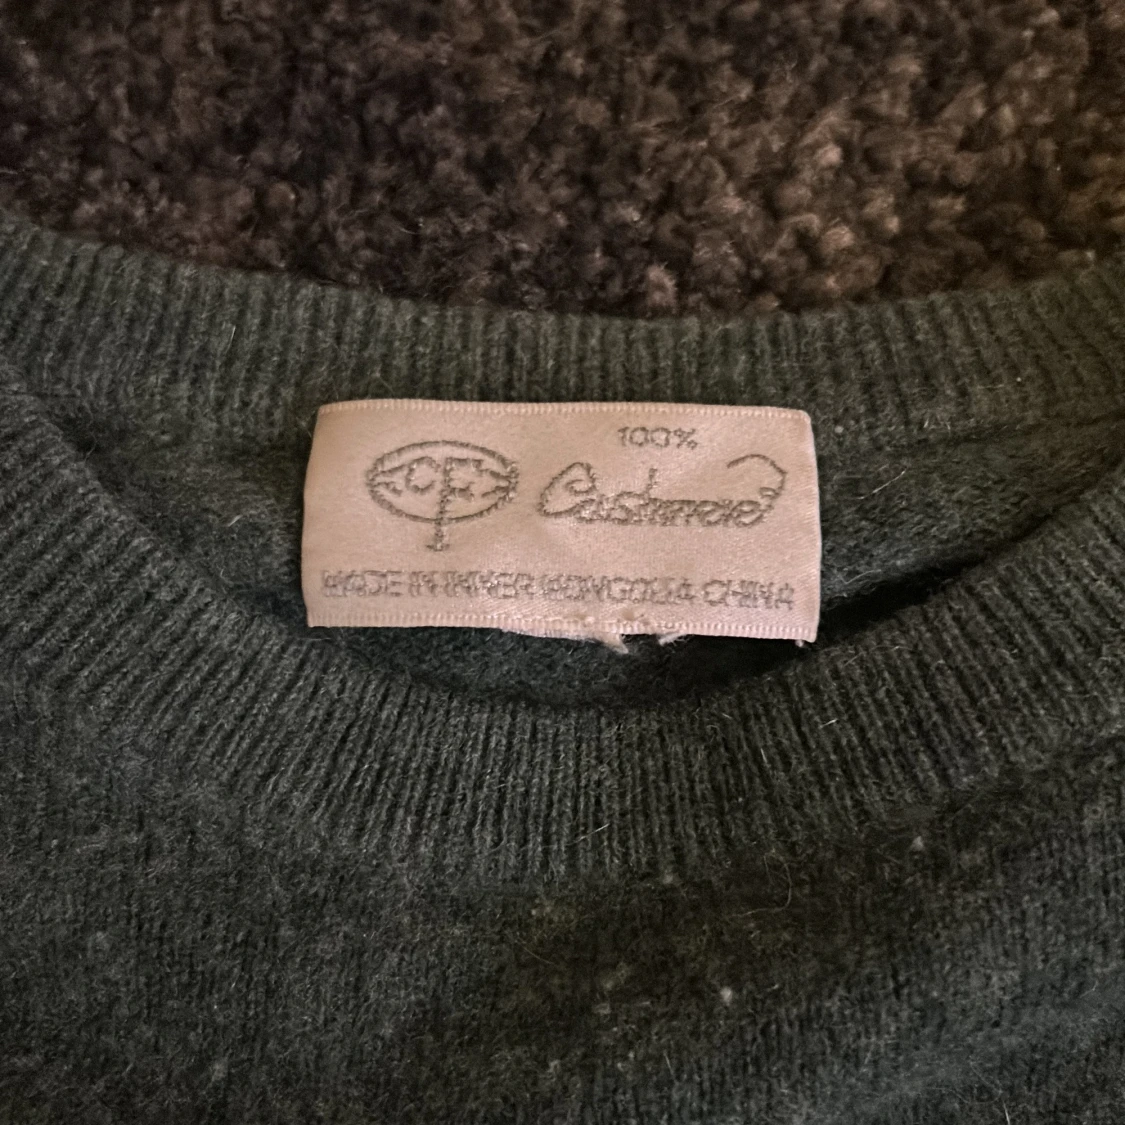 100%
Cashmere
MADE IN INNER MONGOLIA CHINA